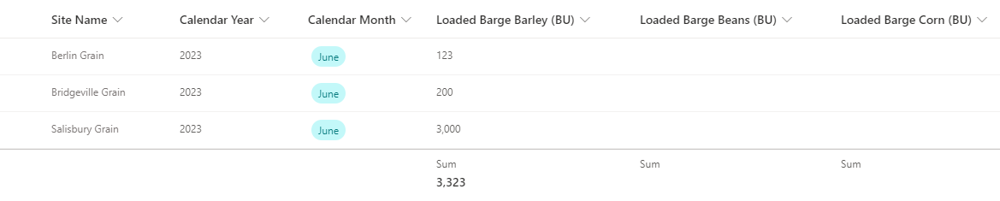 Site Name Calendar Year Calendar Month Loaded Barge Barley (BU) Loaded Barge Beans (BU) Loaded Barge Corn (BU)
Berlin Grain 2023 June 123
Bridgeville Grain 2023 June 200
Salisbury Grain 2023 June 3,000
Sum Sum Sum
3,323